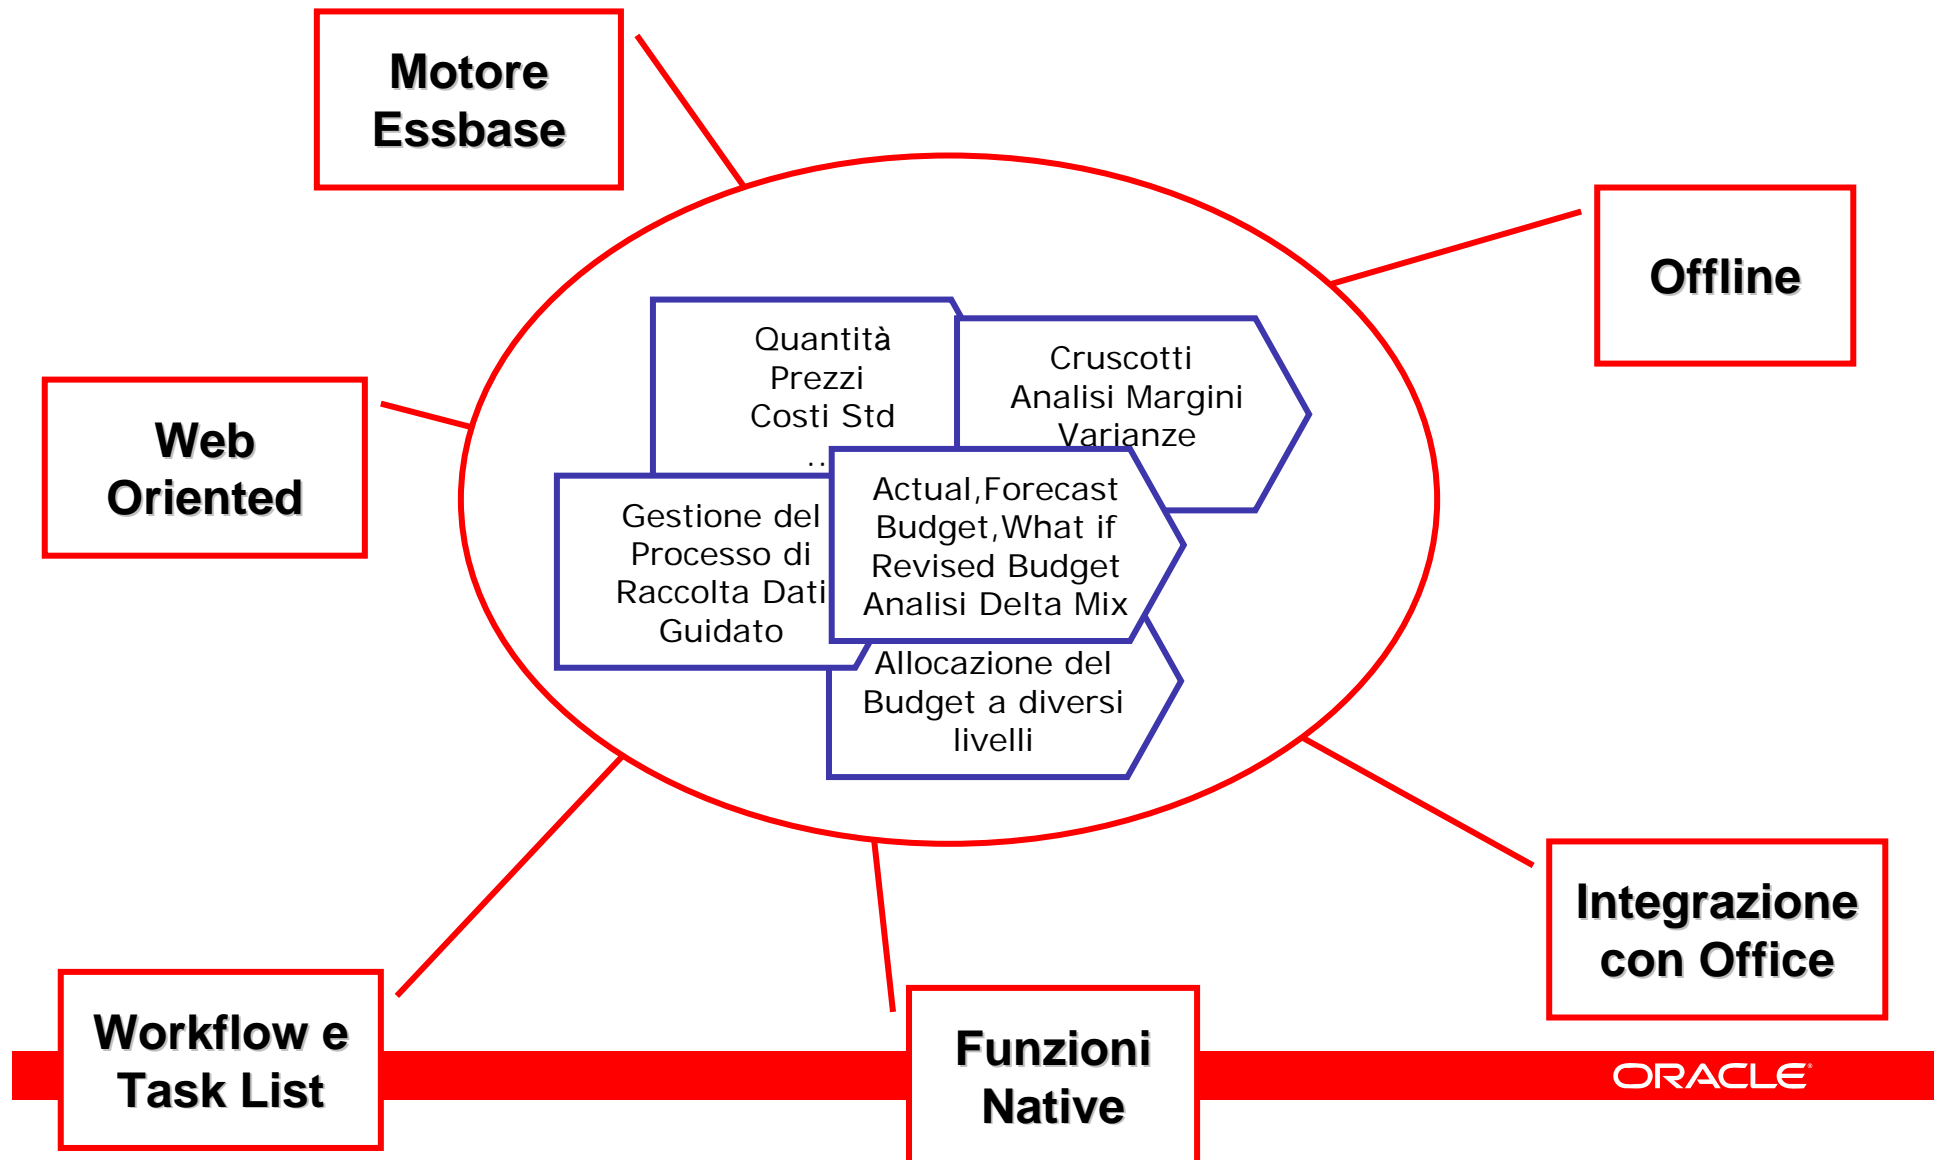 Motore
Essbase
Offline
Web
Oriented
Quantità
Prezzi
Costi Std
..
Cruscotti
Analisi Margini
Varianze
Gestione del
Processo di
Raccolta Dati
Guidato
Actual,Forecast
Budget,What if
Revised Budget
Analisi Delta Mix
Allocazione del
Budget a diversi
livelli
Integrazione
con Office
Workflow e
Task List
Funzioni
Native
ORACLE